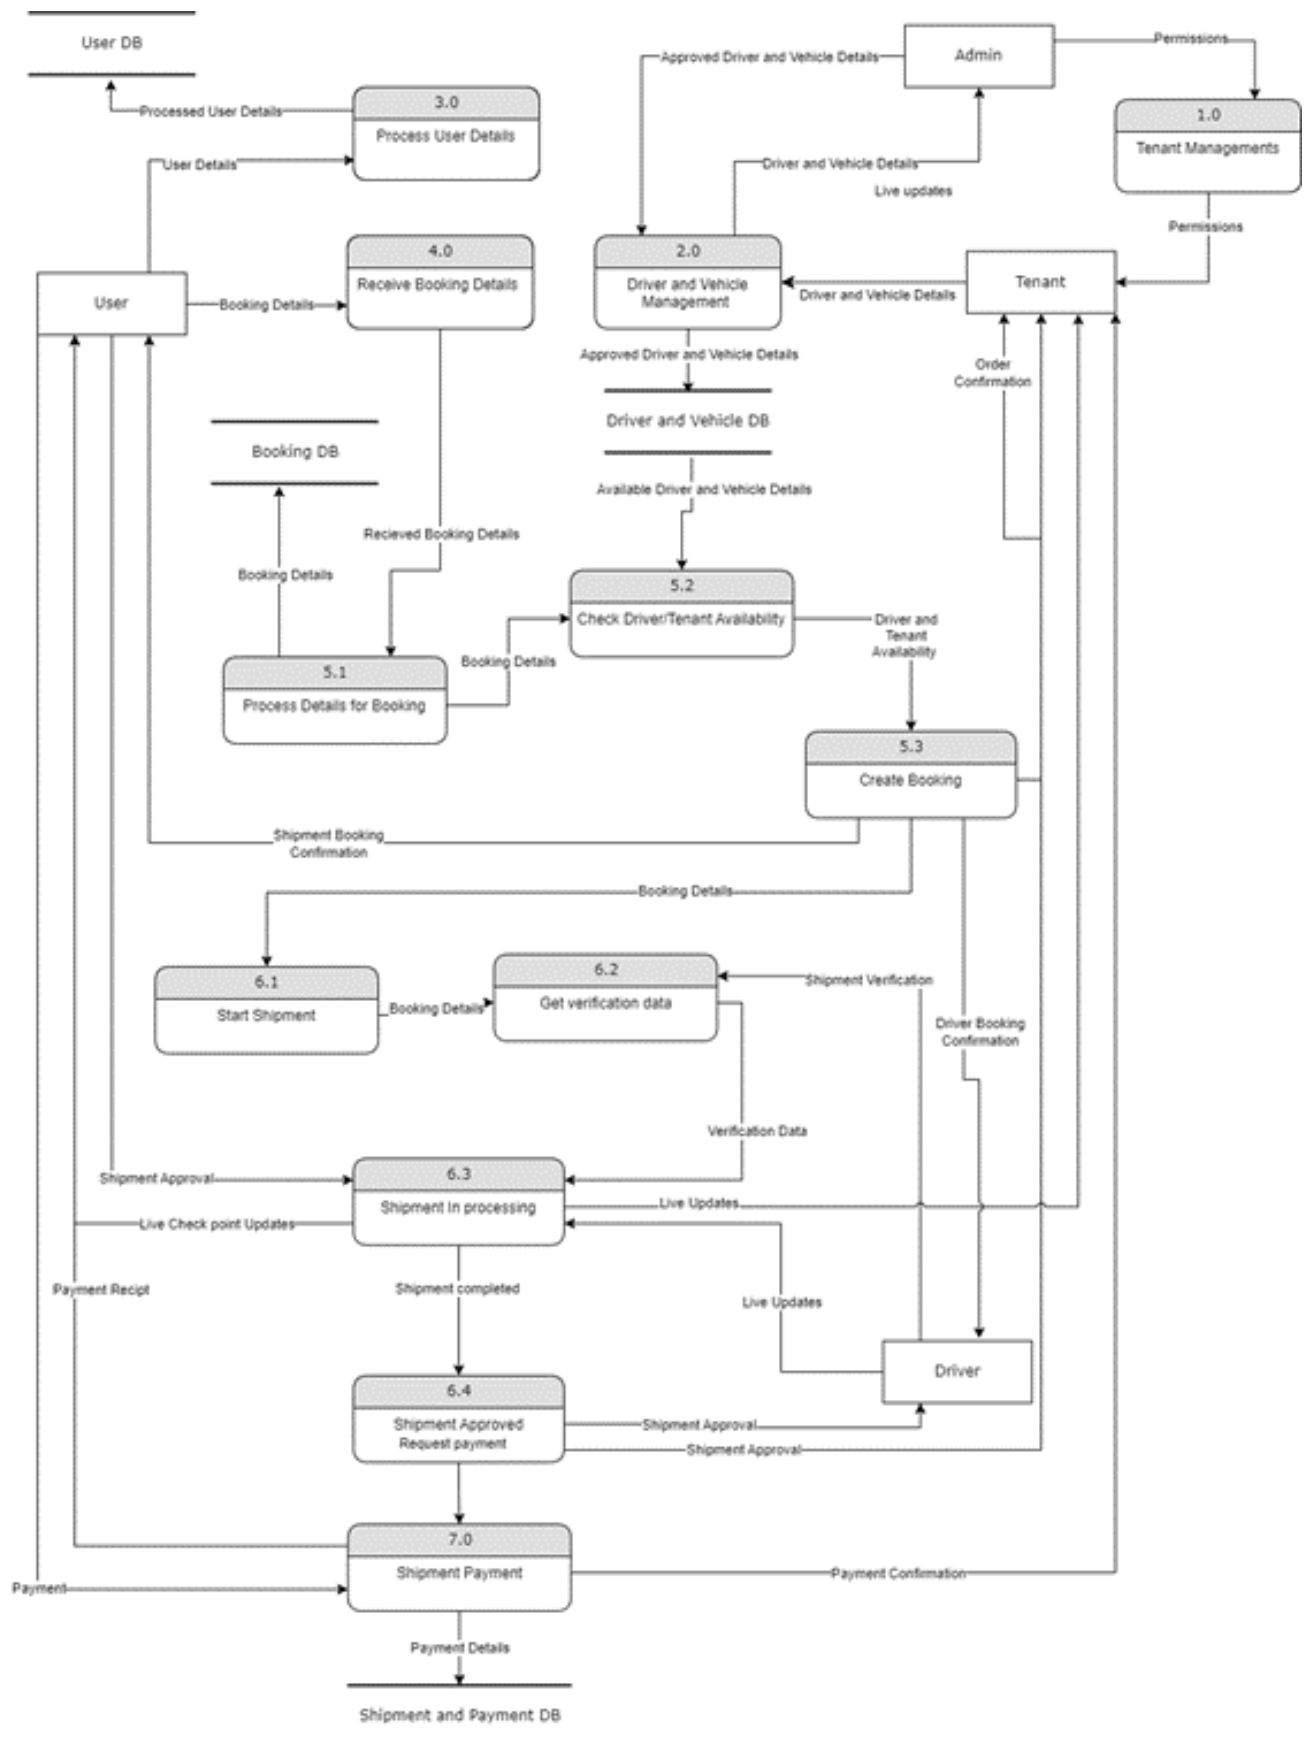 User DB
Admin
Permissions
Approved Driver and Vehicle Details
3.0
Process User Details
Processed User Details
1.0
Tenant Managements
User Details
Driver and Vehicle Details
Live updates
Permissions
4.0
Receive Booking Details
2.0
Driver and Vehicle
Management
Tenant
Driver and Vehicle Details
User
Booking Details
Approved Driver and Vehicle Details
Order
Confirmation
Driver and Vehicle DB
Booking DB
Available Driver and Vehicle Details
Recieved Booking Details
Booking Details
5.2
Check Driver/Tenant Availability
Driver and
Tenant
Availability
Booking Details
5.1
Process Details for Booking
5.3
Create Booking
Shipment Booking
Confirmation
Booking Details
6.1
Start Shipment
Booking Details
6.2
Get verification data
Shipment Verification
Driver Booking
Confirmation
Verification Data
Shipment Approval
6.3
Shipment In processing
Live Updates
Live Check point Updates
Payment Recipt
Shipment completed
Live Updates
Driver
6.4
Shipment Approved
Request payment
Shipment Approval
Shipment Approval
7.0
Shipment Payment
Payment Confirmation
Payment
Payment Details
Shipment and Payment DB